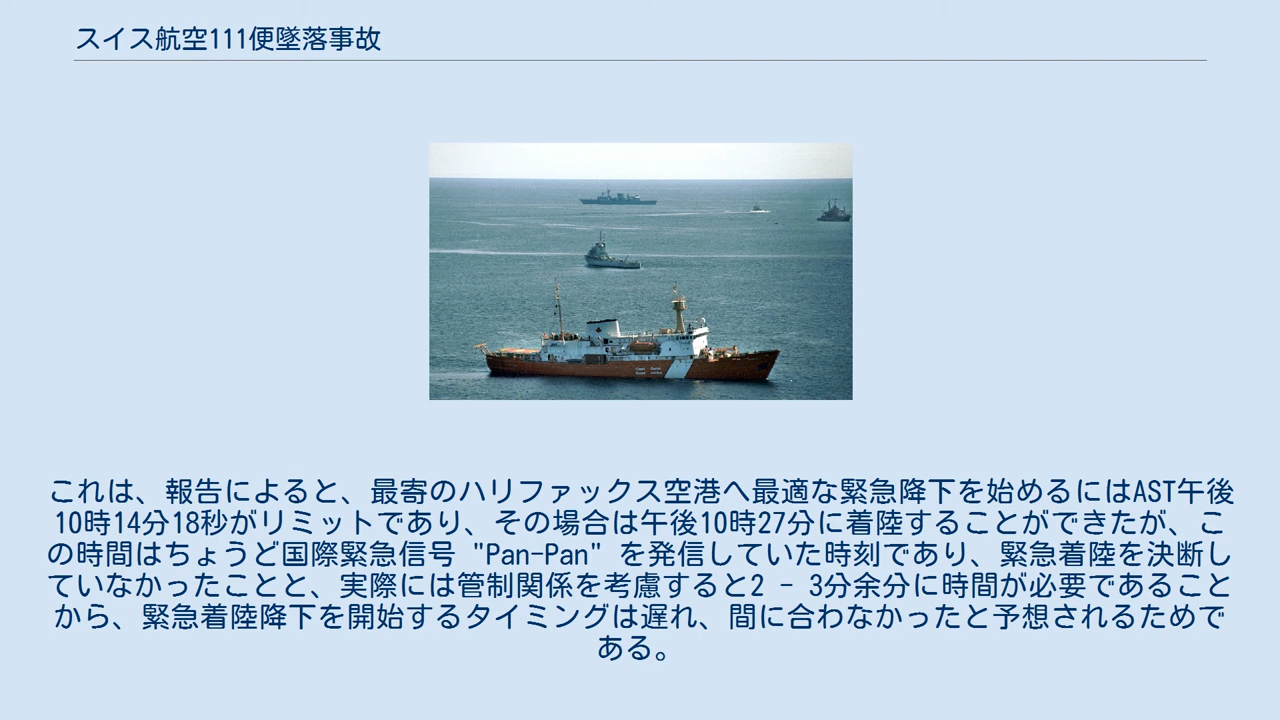 スイス航空111便墜落事故
これは、報告によると、最寄のハリファックス空港へ最適な緊急降下を始めるにはAST午後
10時14分18秒がリミットであり、その場合は午後10時27分に着陸することができたが、こ
の時間はちょうど国際緊急信号 "Pan-Pan" を発信していた時刻であり、緊急着陸を決断し
ていなかったことと、実際には管制関係を考慮すると2 - 3分余分に時間が必要であること
から、緊急着陸降下を開始するタイミングは遅れ、間に合わなかったと予想されるためで
ある。